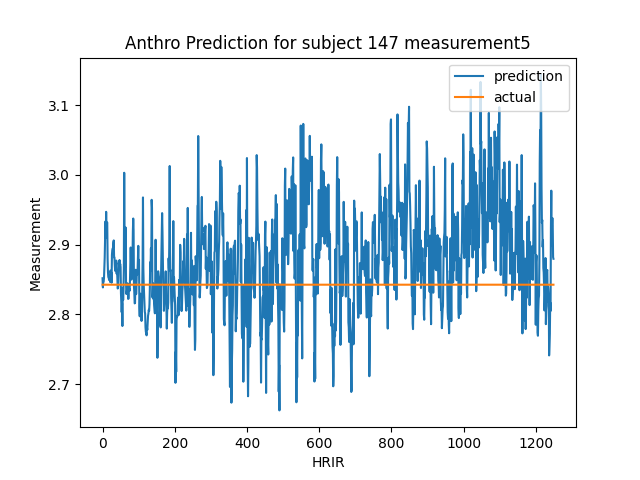 Anthro Prediction for subject 147 measurement5
prediction
actual
3.1
3.0
2.9
2.8
2.7
Measurement
0 200 400 600 800 1000 1200
HRIR